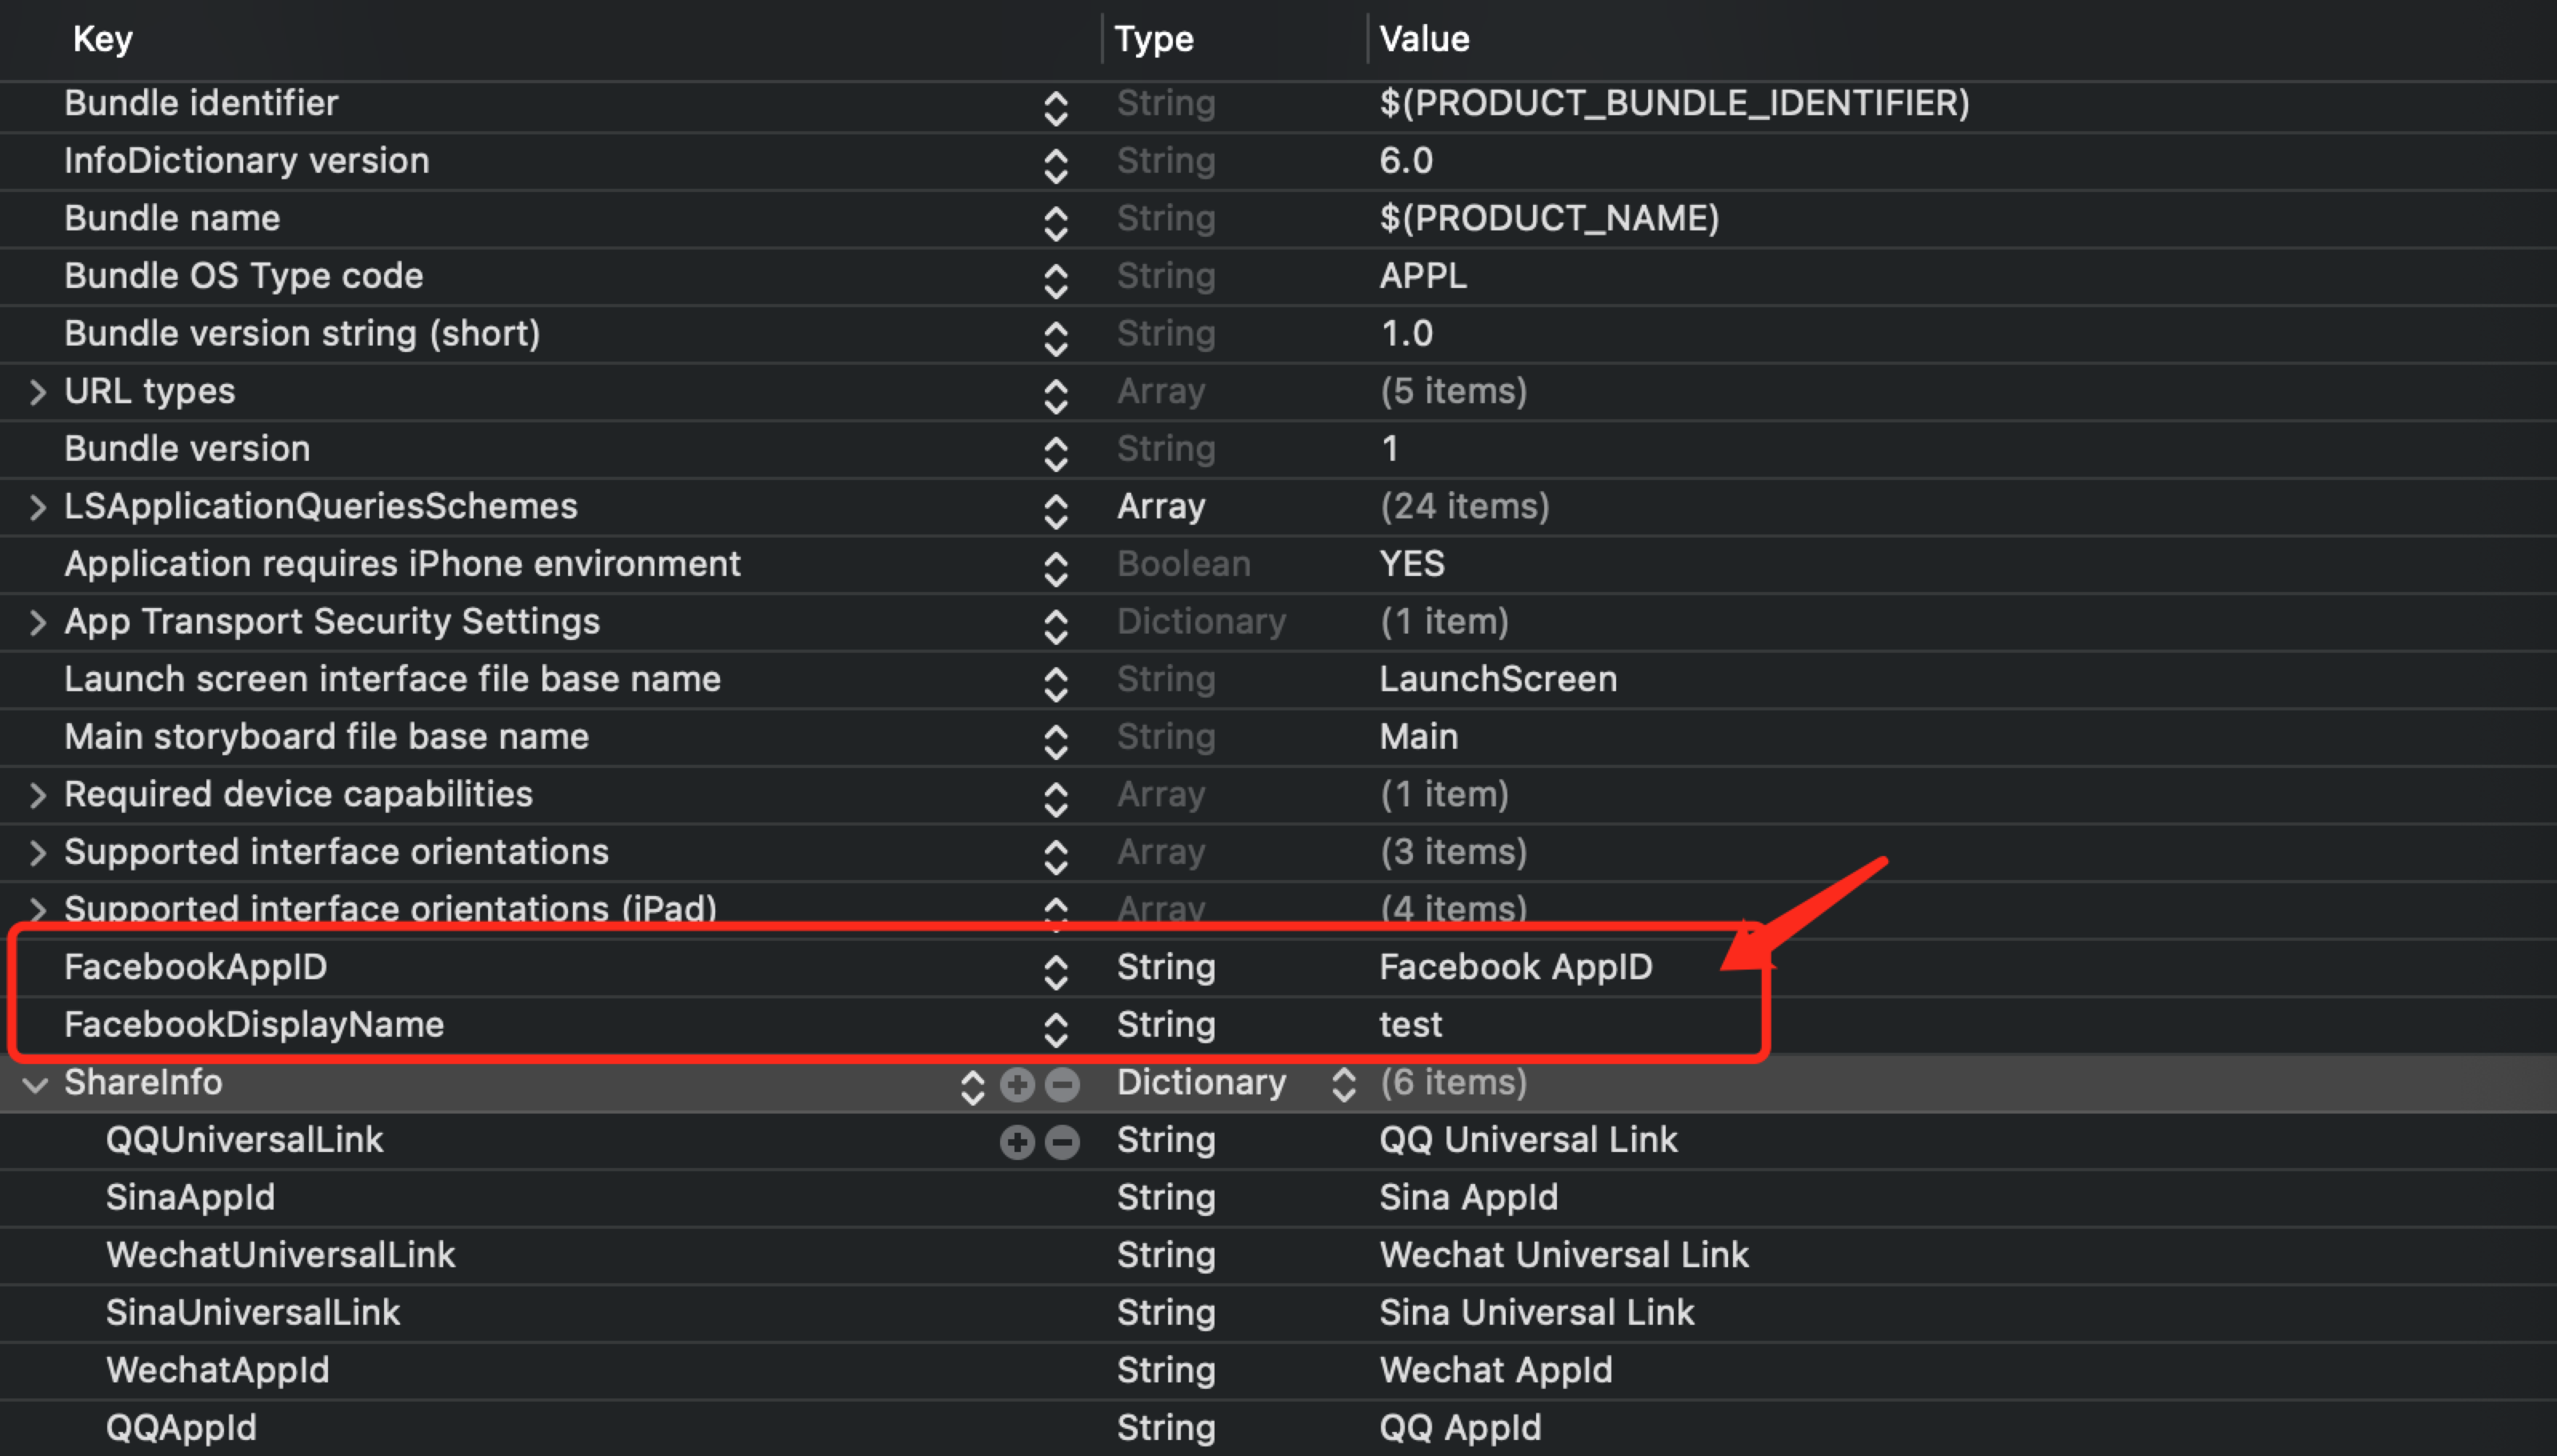 Key Type Value
Bundle identifier String $(PRODUCT_BUNDLE_IDENTIFIER)
InfoDictionary version String 6.0
Bundle name String $(PRODUCT_NAME)
Bundle OS Type code String APPL
Bundle version string (short) String 1.0
URL types Array (5 items)
Bundle version String 1
LSApplicationQueriesSchemes Array (24 items)
Application requires iPhone environment Boolean YES
App Transport Security Settings Dictionary (1 item)
Launch screen interface file base name String LaunchScreen
Main storyboard file base name String Main
Required device capabilities Array (1 item)
Supported interface orientations Array (3 items)
Supported interface orientations (iPad) Array (4 items)
FacebookAppID String Facebook AppID
FacebookDisplayName String test
ShareInfo Dictionary (6 items)
QQUniversalLink String QQ Universal Link
SinaAppId String Sina AppId
WechatUniversalLink String Wechat Universal Link
SinaUniversalLink String Sina Universal Link
WechatAppId String Wechat AppId
QQAppId String QQ AppId